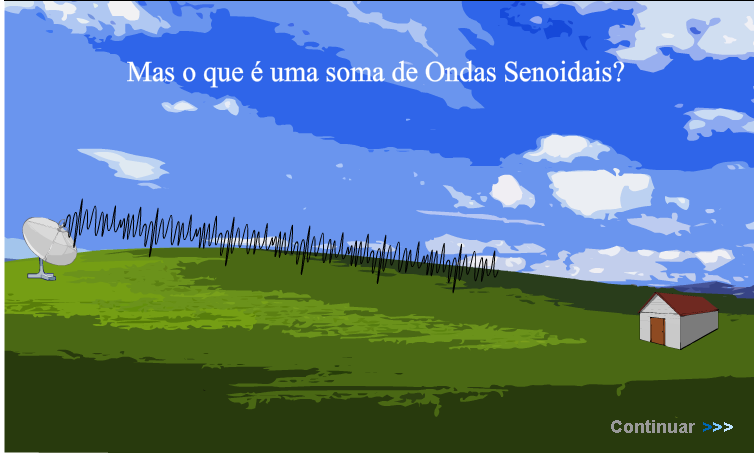 Mas o que é uma soma de Ondas Senoidais?
Continuar >>>